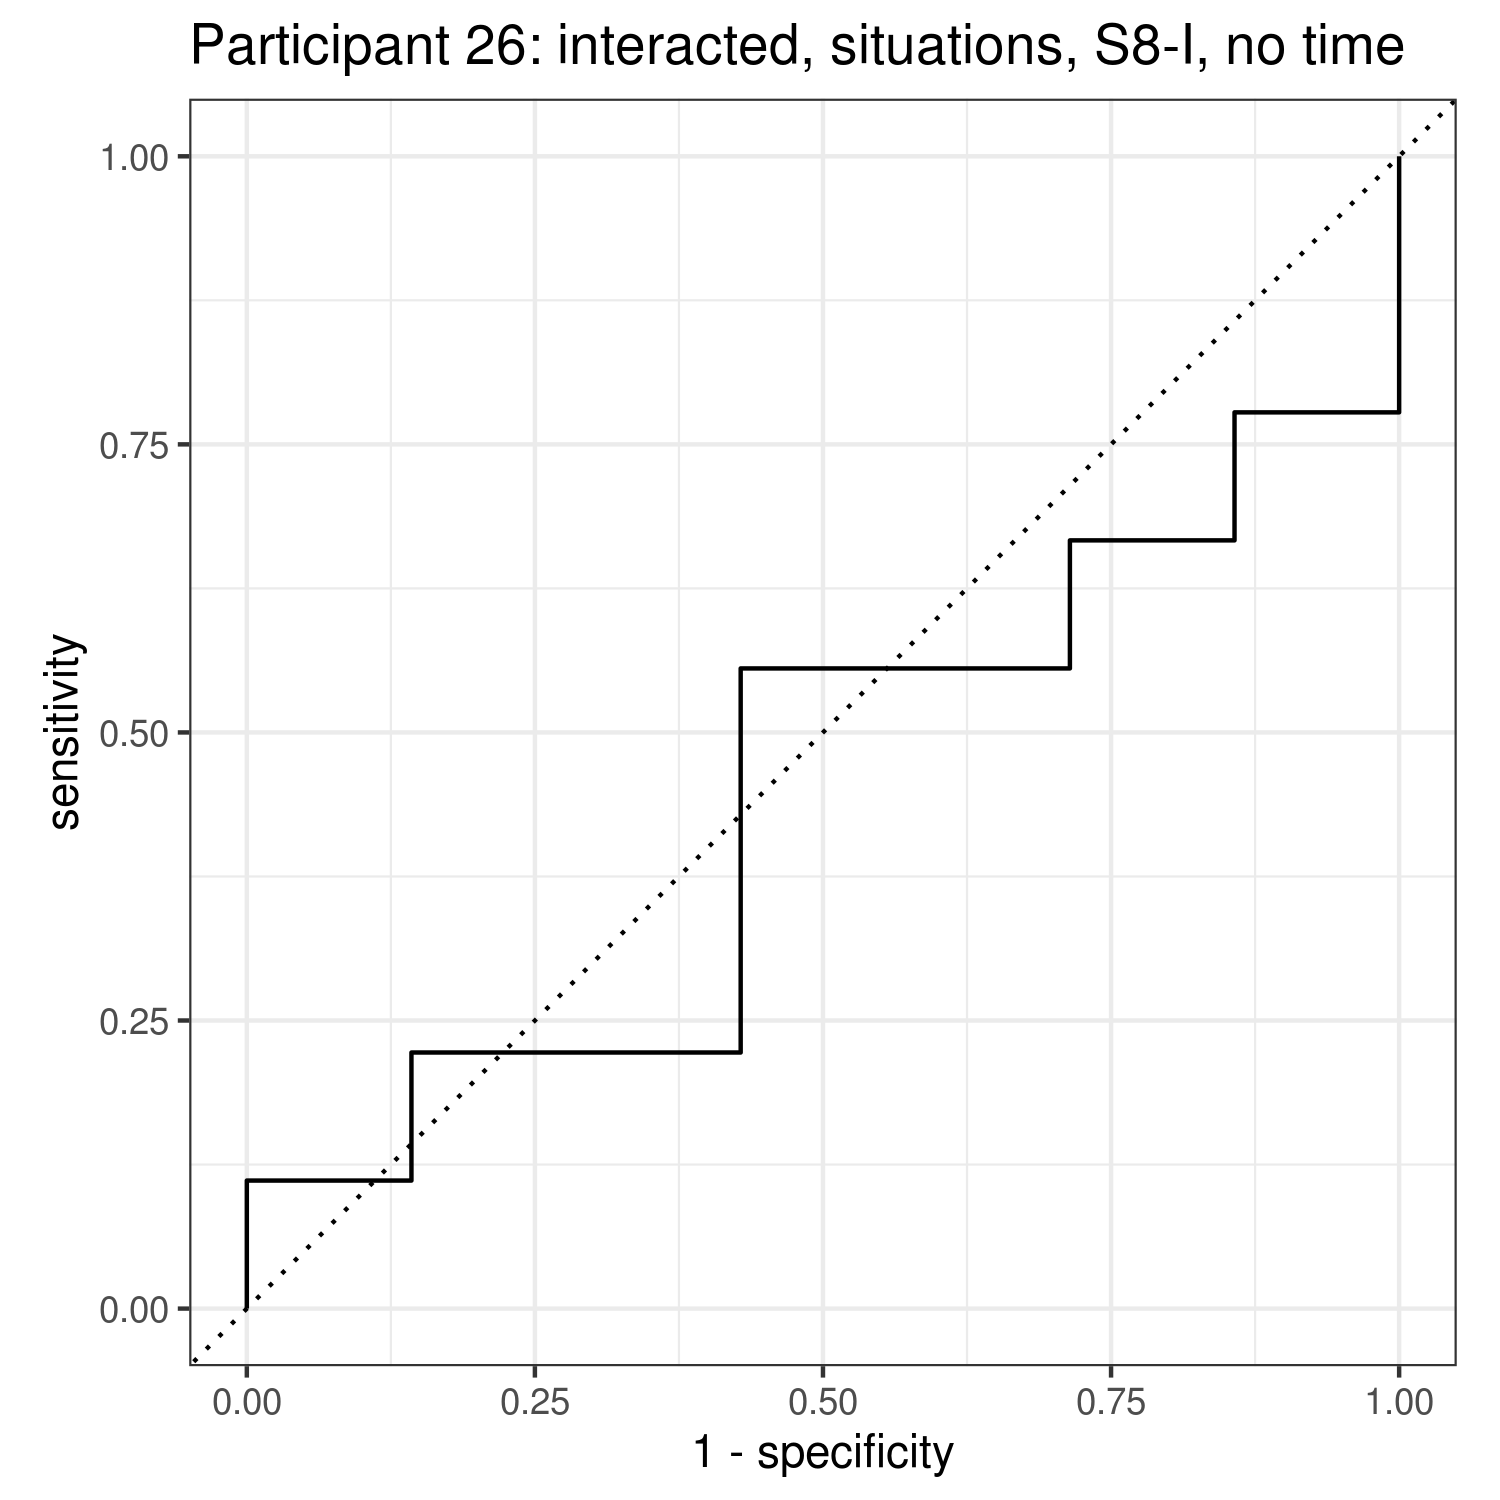 Participant 26: interacted, situations, S8-I, no time
1.00
0.75
0.50
0.25
0.00
sensitivity
0.00 0.25 0.50 0.75 1.00
1 - specificity